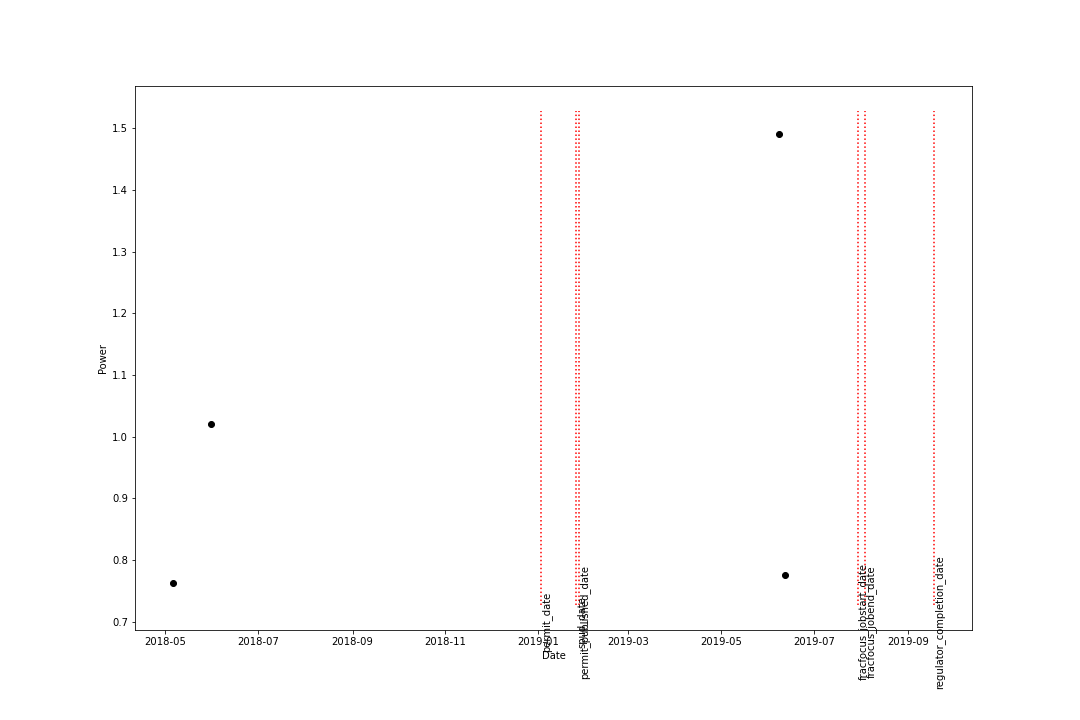 Power
1.5
1.4
1.3
1.2
1.1
1.0
0.9
0.8
0.7
2018-05
2018-07
2018-09
2018-11
2019-01
2019-03
2019-05
2019-07
2019-09
Date
permit_date
spud_date
permit_published_date
fracfocus_jobstart_date
fracfocus_jobend_date
regulator_completion_date